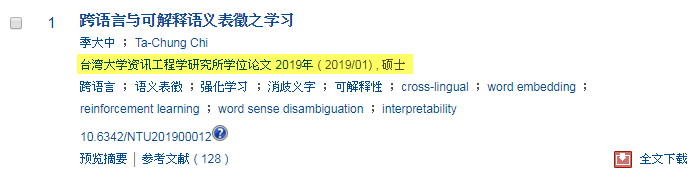 1 跨语言与可解释语义表徵之学习
季大中 ； Ta-Chung Chi
台湾大学资讯工程学研究所学位论文 2019年 ( 2019/01) , 硕士
跨语言 ； 语义表徵 ； 强化学习 ； 消歧义字 ； 可解释性 ； cross-lingual ； word embedding ；
reinforcement learning ； word sense disambiguation ； interpretability
10.6342/NTU201900012 ?
预览摘要 | 参考文献 ( 128 ) 全文下载